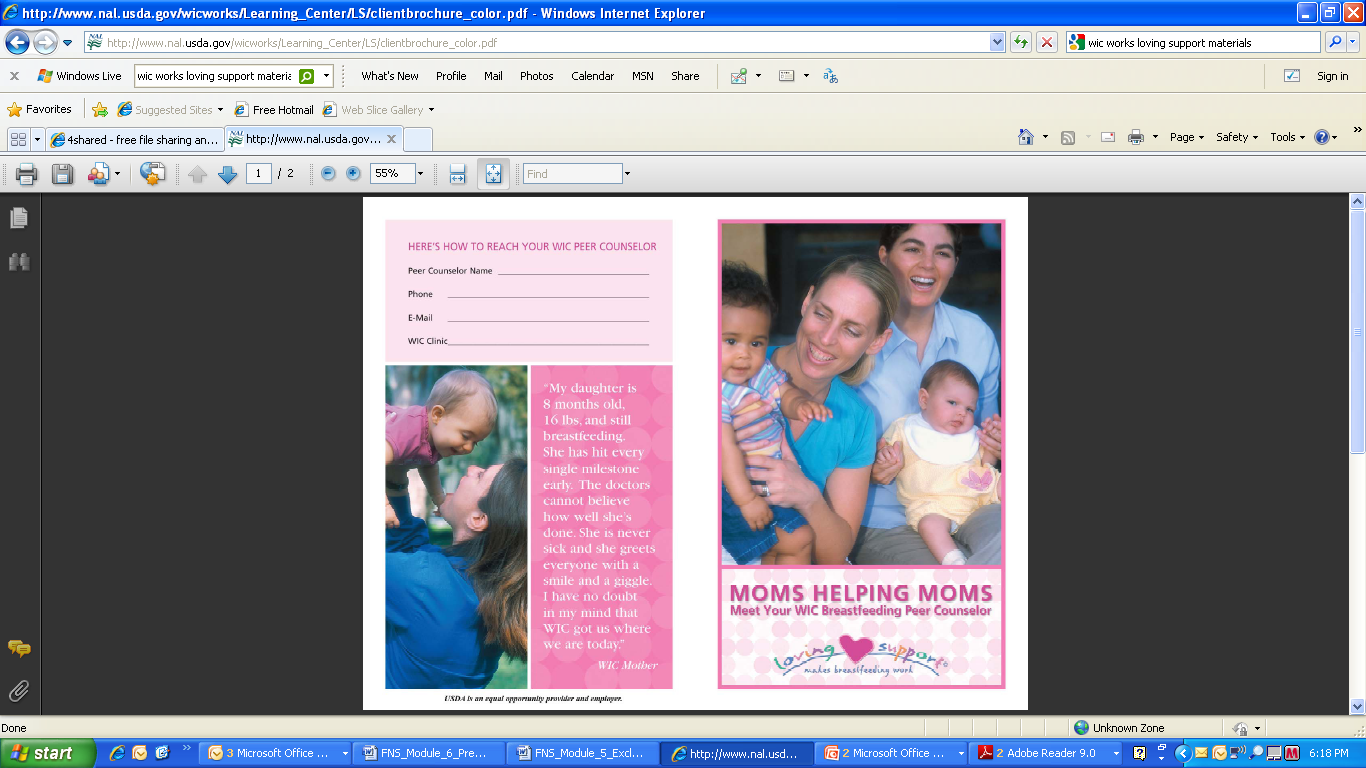 http://www.nal.usda.gov/wicworks/Learning_Center/LS/clientbrochure_color.pdf - Windows Internet Explorer
http://www.nal.usda.gov/wicworks/Learning_Center/LS/clientbrochure_color.pdf
wic works loving support materials
Windows Live
wic works loving support materia
What's New
Profile
Mail
Photos
Calendar
MSN
Share
Sign in
Favorites
Suggested Sites
Free Hotmail
Web Slice Gallery
4shared - free file sharing an...
http://www.nal.usda.gov...
Page
Safety
Tools
1 / 2
55%
Find
HERE'S HOW TO REACH YOUR WIC PEER COUNSELOR
Peer Counselor Name
Phone
E-Mail
WIC Clinic
"My daughter is
8 months old,
16 lbs. and still
breastfeeding.
She has hit every
single milestone
early. The doctors
cannot believe
how well she's
done. She is never
sick and she greets
everyone with a
smile and a giggle.
I have no doubt
in my mind that
WIC got us where
we are today."
WIC Mother
USDA is an equal opportunity provider and employer.
MOMS HELPING MOMS
Meet Your WIC Breastfeeding Peer Counselor
loving support
makes breastfeeding work
Done
Unknown Zone
start
3 Microsoft Office ...
FNS_Module_6_Pre...
FNS_Module_5_Excl...
http://www.nal.usd...
2 Microsoft Office ...
2 Adobe Reader 9.0
6:18 PM